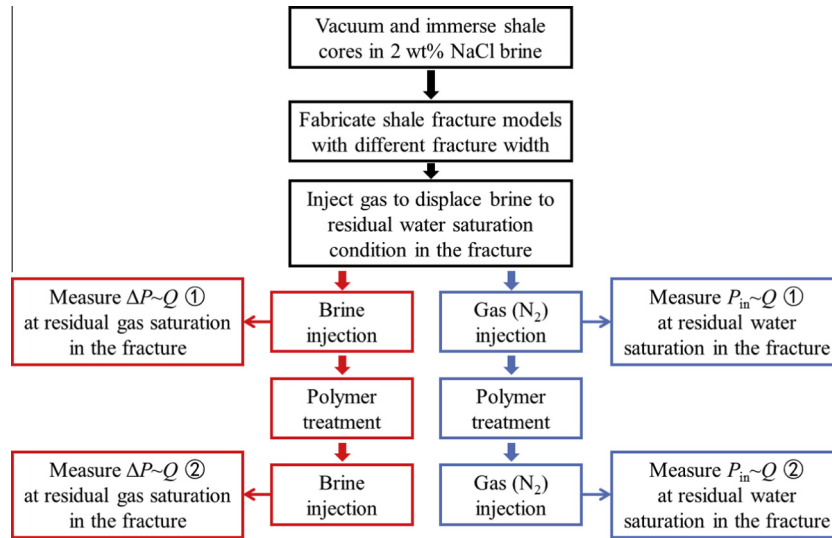 Vacuum and immerse shale
cores in 2 wt% NaCl brine
Fabricate shale fracture models
with different fracture width
Inject gas to displace brine to
residual water saturation
condition in the fracture
Measure ΔP~Q ①
at residual gas saturation
in the fracture
Brine
injection
Gas (N₂)
injection
Measure Pin~Q ①
at residual water
saturation in the fracture
Polymer
treatment
Polymer
treatment
Measure ΔP~Q ②
at residual gas saturation
in the fracture
Brine
injection
Gas (N₂)
injection
Measure Pin~Q ②
at residual water
saturation in the fracture